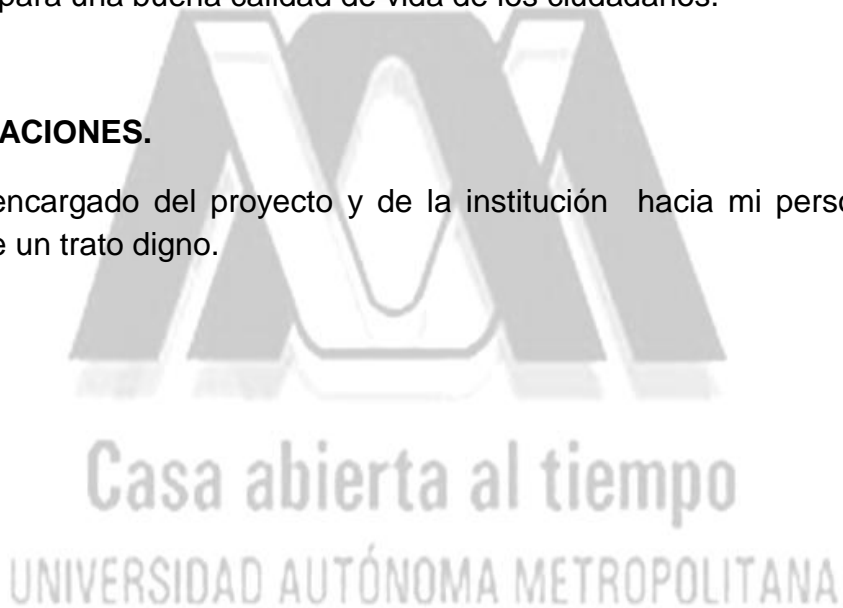 para una buena calidad de vida de los ciudadanos.
ACIONES.
encargado del proyecto y de la institución hacia mi perso
e un trato digno.
Casa abierta al tiempo
UNIVERSIDAD AUTÓNOMA METROPOLITANA